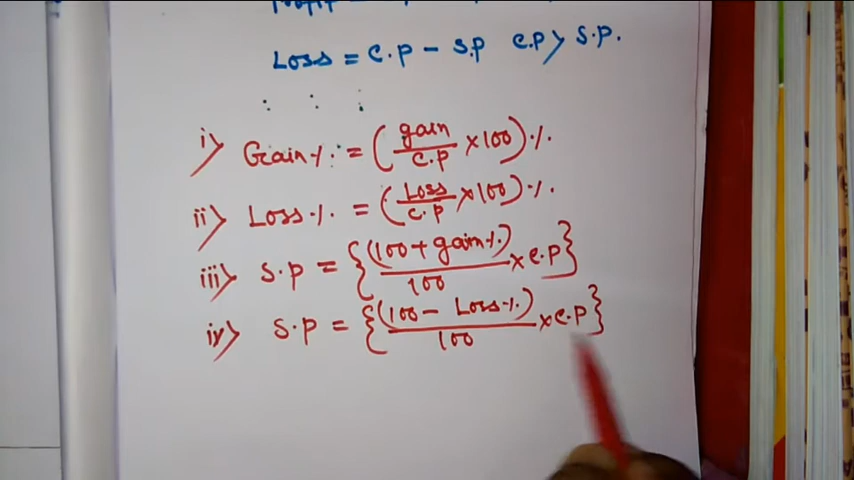 Loss = C.P - S.P C.P > S.P.
i) Gain%. = (gain/C.P × 100)%
ii) Loss%. = (Loss/C.P × 100)%.
iii) S.P = {(100 + gain%)/100 × C.P}
iv) S.P = {(100 - Loss%)/100 × C.P}